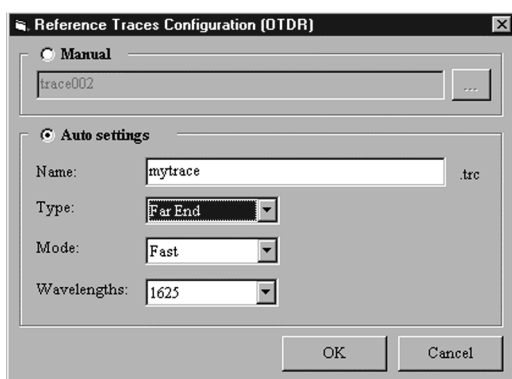 Reference Traces Configuration (OTDR)
Manual
trace002
...
Auto settings
Name: mytrace .trc
Type: Far End
Mode: Fast
Wavelengths: 1625
OK Cancel